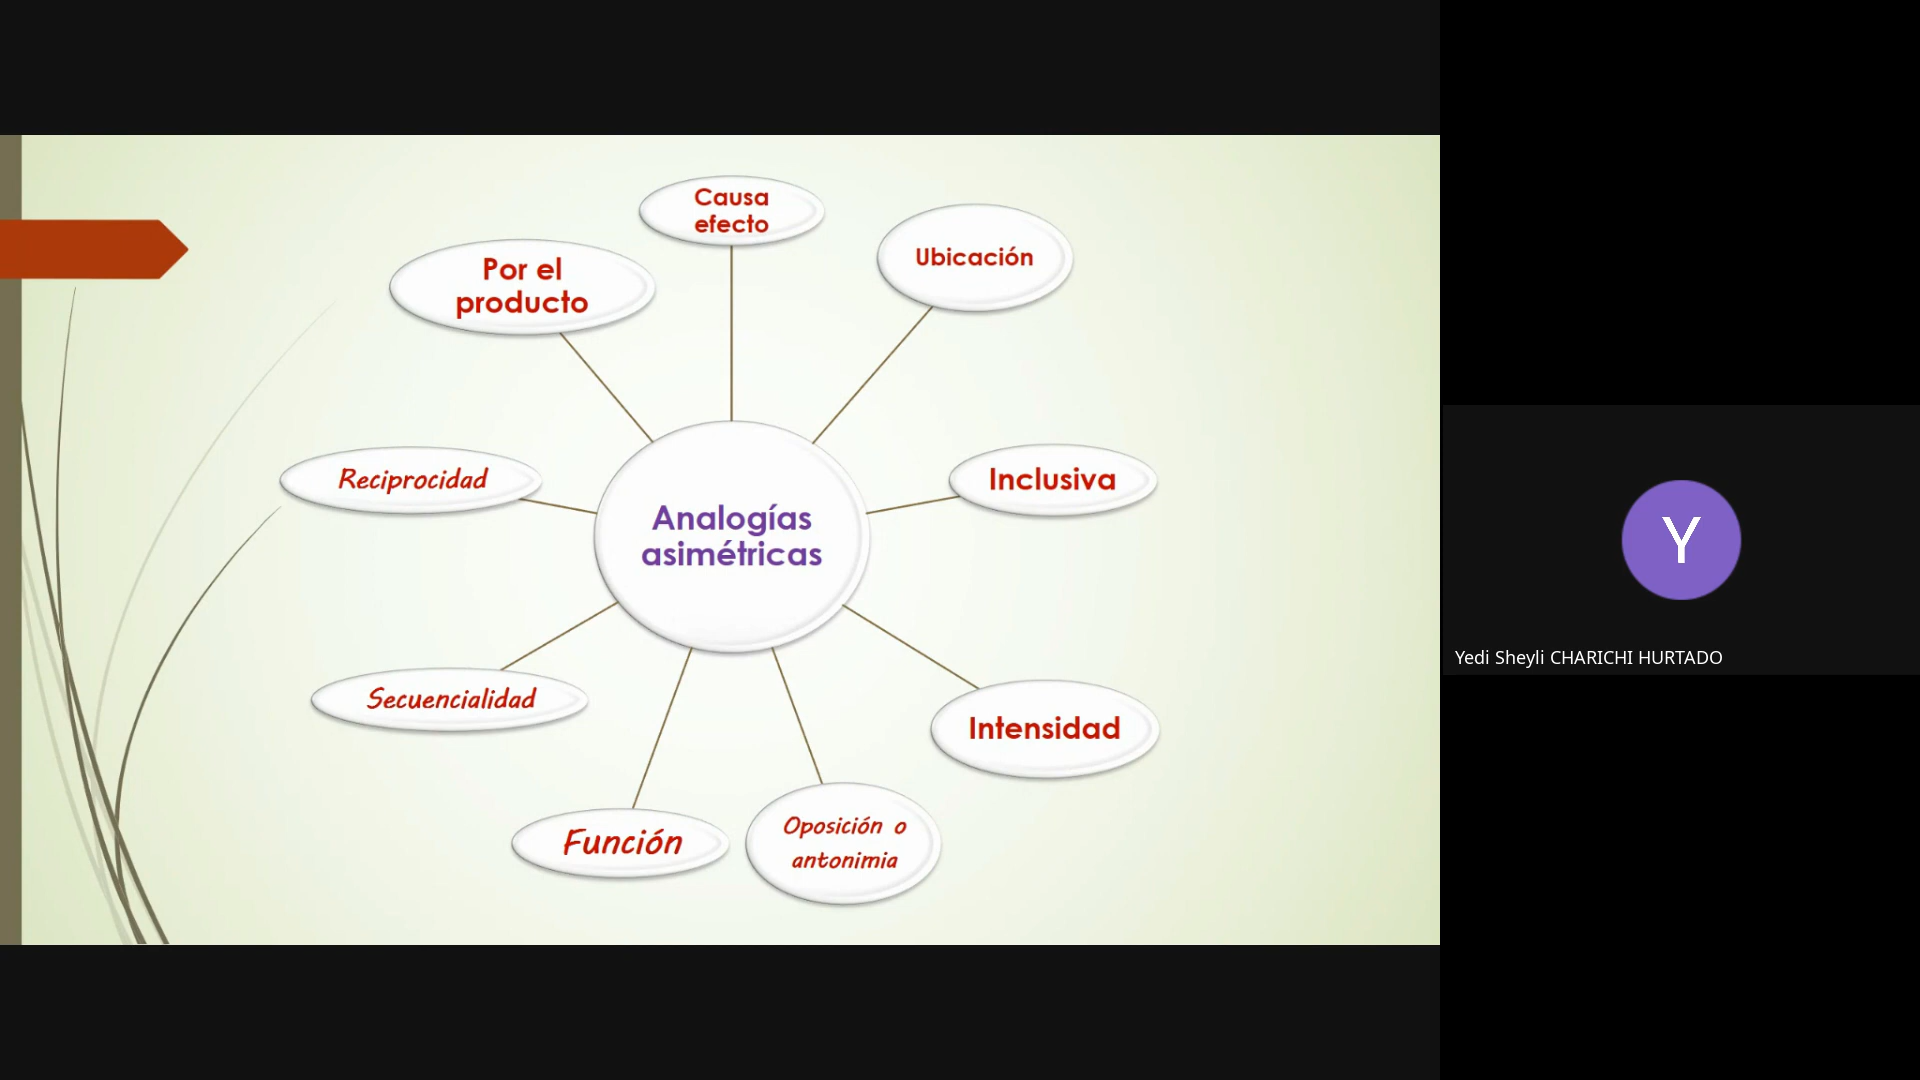 Causa
efecto
Ubicación
Por el
producto
Reciprocidad
Inclusiva
Analogías
asimétricas
Secuencialidad
Intensidad
Función
Oposición o
antonimia
Y
Yedi Sheyli CHARICHI HURTADO